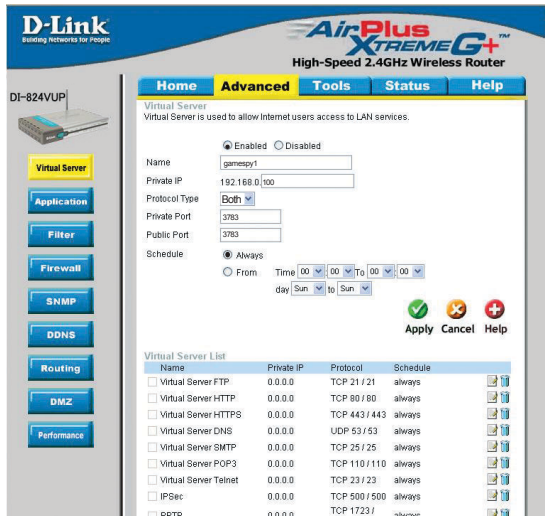 D-Link
Building Networks for People
AirPlus
XTREME G+™
High-Speed 2.4GHz Wireless Router
DI-824VUP
Home Advanced Tools Status Help
Virtual Server
Application
Filter
Firewall
SNMP
DDNS
Routing
DMZ
Performance
Virtual Server
Virtual Server is used to allow Internet users access to LAN services.
Enabled Disabled
Name gamespy1
Private IP 192.168.0. 100
Protocol Type Both
Private Port 3783
Public Port 3783
Schedule Always
From Time 00 : 00 To 00 : 00
day Sun to Sun
Apply Cancel Help
Virtual Server List
Name Private IP Protocol Schedule
Virtual Server FTP 0.0.0.0 TCP 21 / 21 always
Virtual Server HTTP 0.0.0.0 TCP 80 / 80 always
Virtual Server HTTPS 0.0.0.0 TCP 443 / 443 always
Virtual Server DNS 0.0.0.0 UDP 53 / 53 always
Virtual Server SMTP 0.0.0.0 TCP 25 / 25 always
Virtual Server POP3 0.0.0.0 TCP 110 / 110 always
Virtual Server Telnet 0.0.0.0 TCP 23 / 23 always
IPSec 0.0.0.0 TCP 500 / 500 always
PPTP 0.0.0.0 TCP 1723 / always